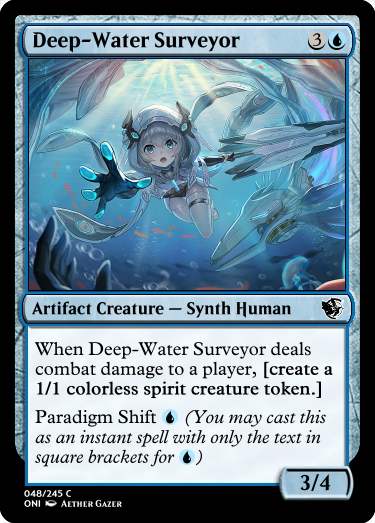 Deep-Water Surveyor 3
Artifact Creature — Synth Human
When Deep-Water Surveyor deals
combat damage to a player, [create a
1/1 colorless spirit creature token.]
Paradigm Shift (You may cast this
as an instant spell with only the text in
square brackets for )
3/4
048/245 C
ONI Aether Gazer